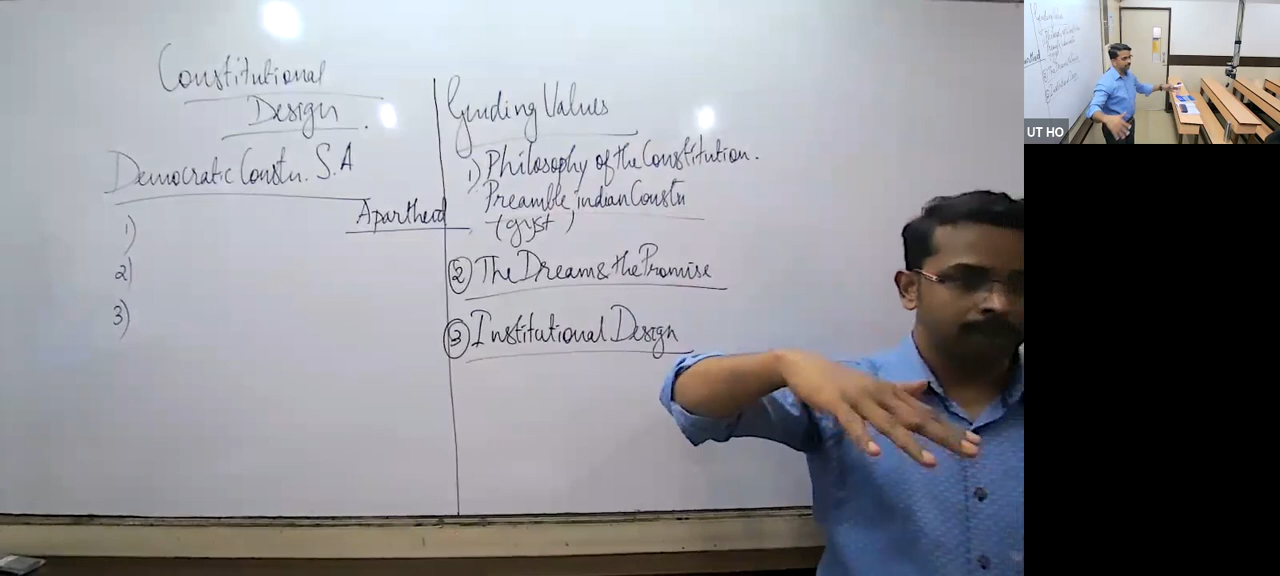 Constitutional
Design.
Democratic Constn. S.A
Apartheid
1)
2)
3)
Guiding Values
1) Philosophy of the Constitution.
Preamble, indian Constn
(gyst)
② The Dream & the Promise
③ Institutional Design
UT HO